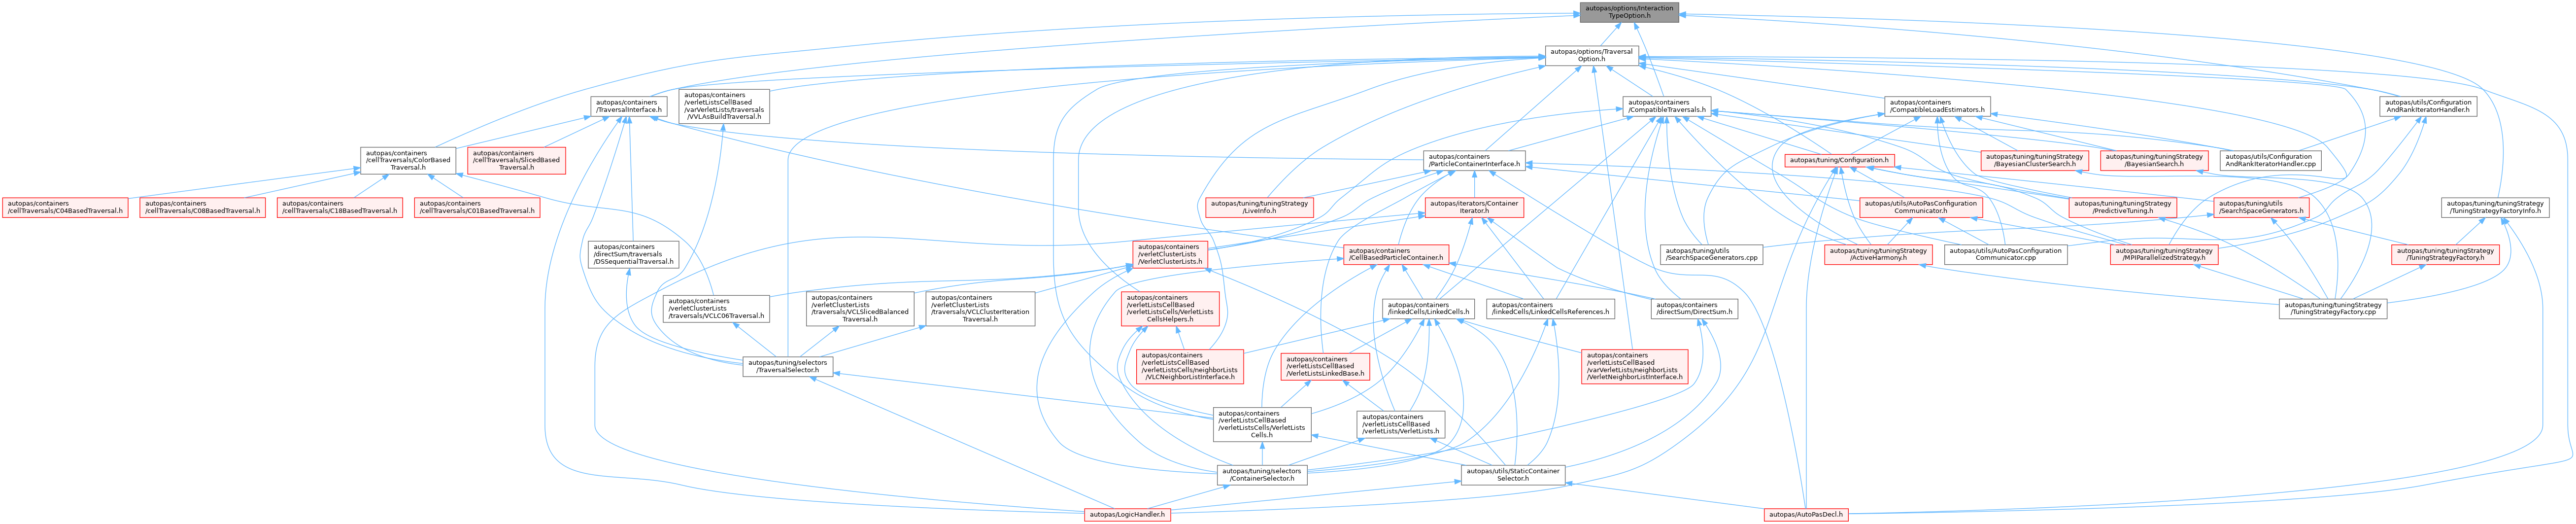 autopas/options/Interaction
TypeOption.h
autopas/options/Traversal
Option.h
autopas/containers
/TraversalInterface.h
autopas/containers
/verletListsCellBased
/varVerletLists/traversals
/VVLAsBuildTraversal.h
autopas/containers
/CompatibleTraversals.h
autopas/containers
/CompatibleLoadEstimators.h
autopas/utils/Configuration
AndRankIteratorHandler.h
autopas/containers
/cellTraversals/ColorBased
Traversal.h
autopas/containers
/cellTraversals/SlicedBased
Traversal.h
autopas/containers
/ParticleContainerInterface.h
autopas/tuning/Configuration.h
autopas/tuning/tuningStrategy
/BayesianClusterSearch.h
autopas/tuning/tuningStrategy
/BayesianSearch.h
autopas/utils/Configuration
AndRankIteratorHandler.cpp
autopas/containers
/cellTraversals/C04BasedTraversal.h
autopas/containers
/cellTraversals/C08BasedTraversal.h
autopas/containers
/cellTraversals/C18BasedTraversal.h
autopas/containers
/cellTraversals/C01BasedTraversal.h
autopas/tuning/tuningStrategy
/LiveInfo.h
autopas/iterators/Container
Iterator.h
autopas/utils/AutoPasConfiguration
Communicator.h
autopas/tuning/tuningStrategy
/PredictiveTuning.h
autopas/tuning/utils
/SearchSpaceGenerators.h
autopas/tuning/tuningStrategy
/TuningStrategyFactoryInfo.h
autopas/containers
/directSum/traversals
/DSSequentialTraversal.h
autopas/containers
/verletClusterLists
/VerletClusterLists.h
autopas/containers
/CellBasedParticleContainer.h
autopas/tuning/utils
/SearchSpaceGenerators.cpp
autopas/tuning/tuningStrategy
/ActiveHarmony.h
autopas/utils/AutoPasConfiguration
Communicator.cpp
autopas/tuning/tuningStrategy
/MPIParallelizedStrategy.h
autopas/tuning/tuningStrategy
/TuningStrategyFactory.h
autopas/containers
/verletClusterLists
/traversals/VCLC06Traversal.h
autopas/containers
/verletClusterLists
/traversals/VCLSlicedBalanced
Traversal.h
autopas/containers
/verletClusterLists
/traversals/VCLClusterIteration
Traversal.h
autopas/containers
/verletListsCellBased
/verletListsCells/VerletLists
CellsHelpers.h
autopas/containers
/linkedCells/LinkedCells.h
autopas/containers
/linkedCells/LinkedCellsReferences.h
autopas/containers
/directSum/DirectSum.h
autopas/tuning/tuningStrategy
/TuningStrategyFactory.cpp
autopas/tuning/selectors
/TraversalSelector.h
autopas/containers
/verletListsCellBased
/verletListsCells/neighborLists
/VLCNeighborListInterface.h
autopas/containers
/verletListsCellBased
/VerletListsLinkedBase.h
autopas/containers
/verletListsCellBased
/varVerletLists/neighborLists
/VerletNeighborListInterface.h
autopas/containers
/verletListsCellBased
/verletListsCells/VerletLists
Cells.h
autopas/containers
/verletListsCellBased
/verletLists/VerletLists.h
autopas/tuning/selectors
/ContainerSelector.h
autopas/utils/StaticContainer
Selector.h
autopas/LogicHandler.h
autopas/AutoPasDecl.h